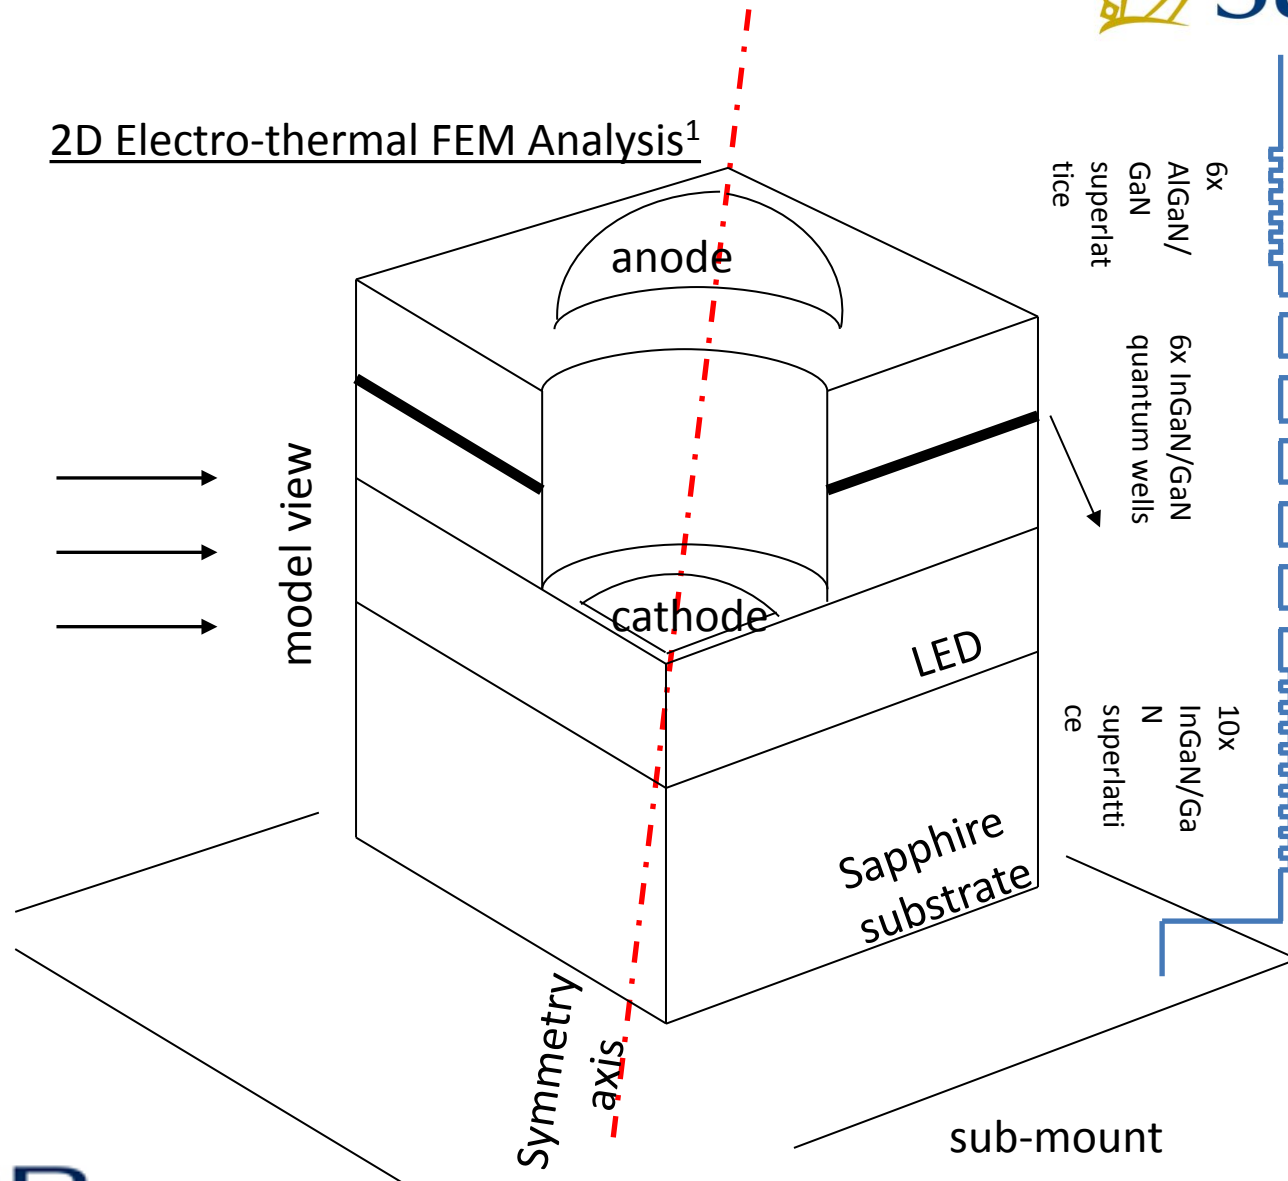 2D Electro-thermal FEM Analysis¹
anode
6x
AlGaN/
GaN
superlat
tice
6x InGaN/GaN
quantum wells
model view
cathode
LED
10x
InGaN/Ga
N
superlatti
ce
Sapphire
substrate
Symmetry
axis
sub-mount